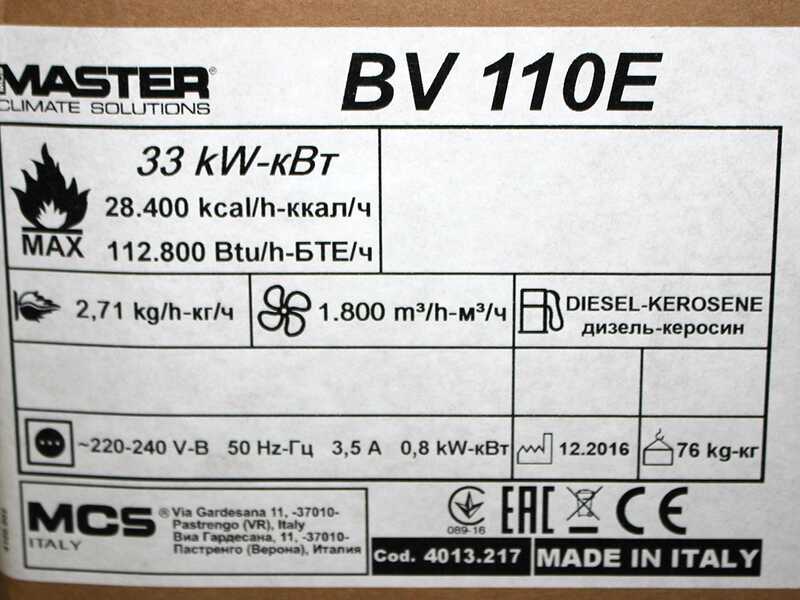 MASTER®
CLIMATE SOLUTIONS
BV 110E
MAX
33 kW-кВт
28.400 kcal/h-ккал/ч
112.800 Btu/h-БТЕ/ч
2,71 kg/h-кг/ч
1.800 m³/h-м³/ч
DIESEL-KEROSENE
дизель-керосин
~220-240 V-В 50 Hz-Гц 3,5 A 0,8 kW-кВт
12.2016
76 kg-кг
MCS®
ITALY
Via Gardesana 11, -37010-
Pastrengo (VR), Italy
Виа Гардесана, 11, -37010-
Пастренго (Верона), Италия
089-16
EAC
CE
Cod. 4013.217
MADE IN ITALY